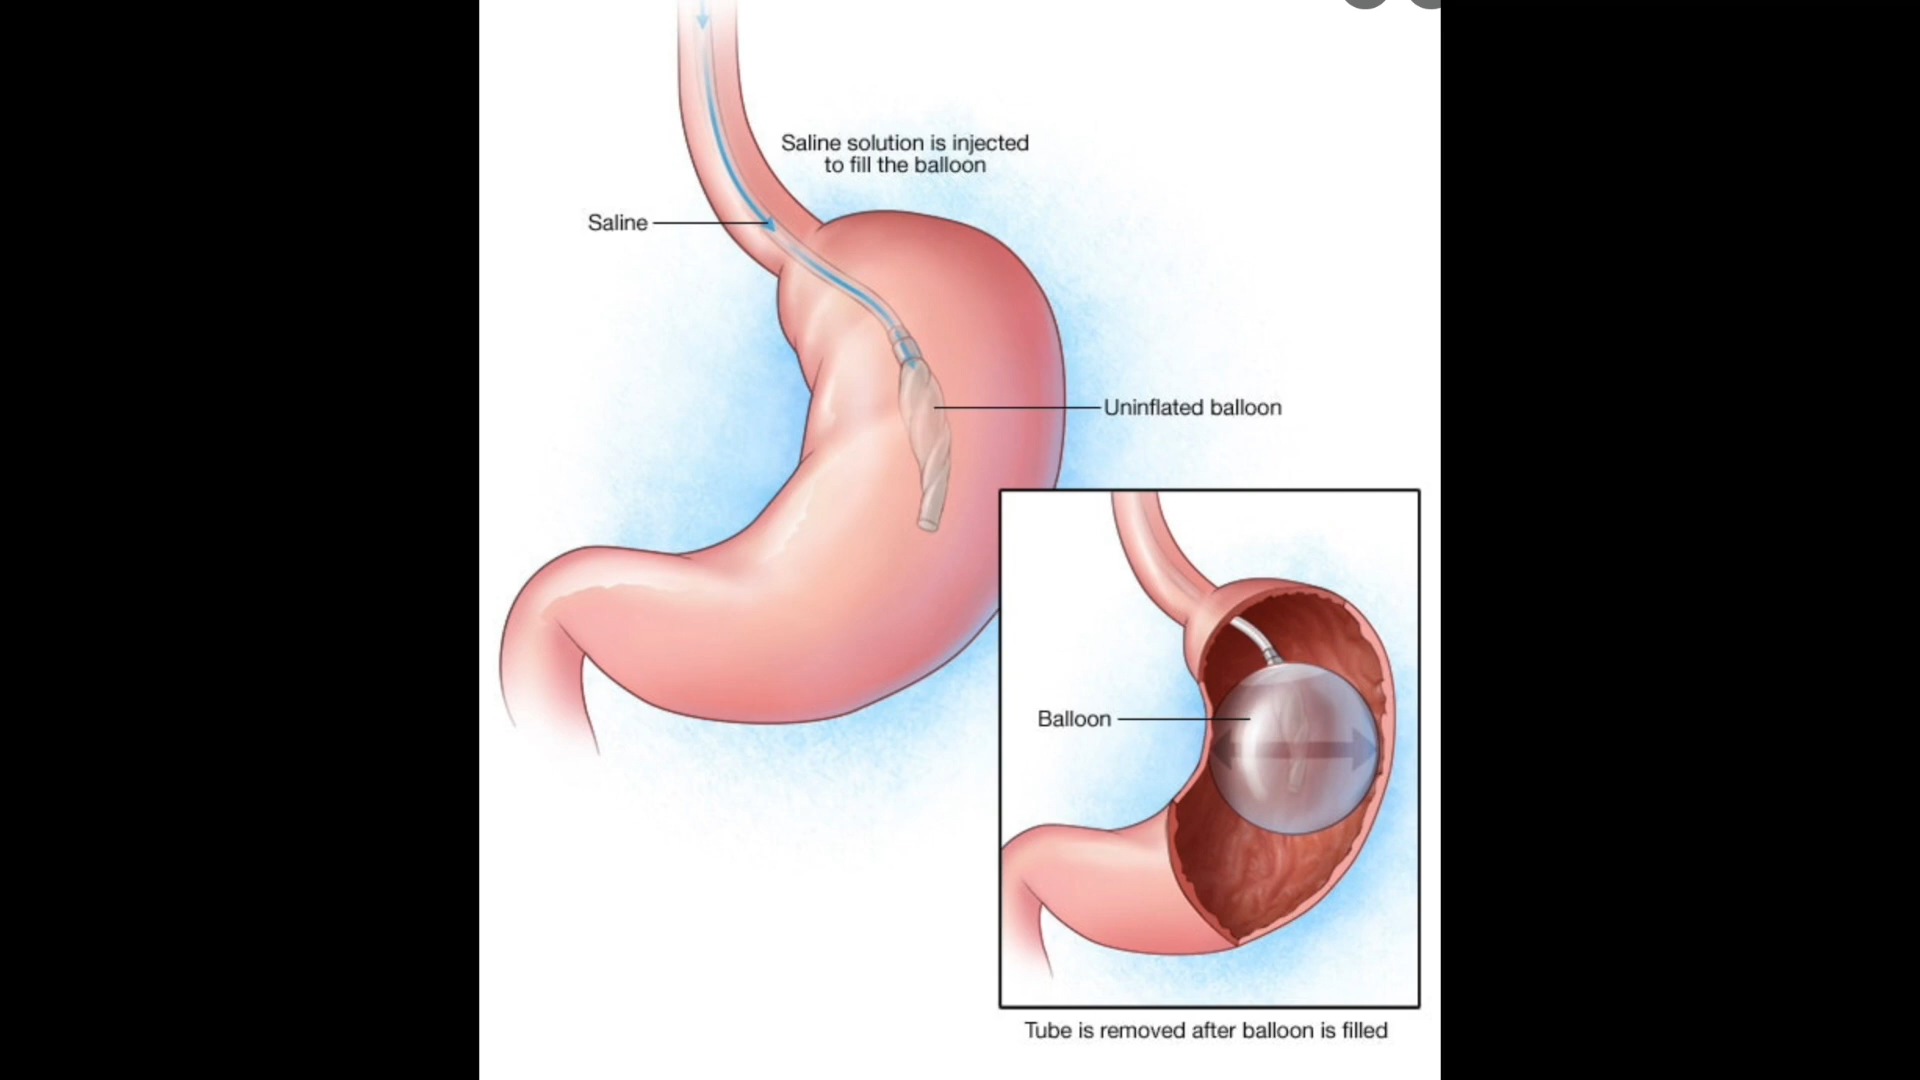 Saline solution is injected
to fill the balloon
Saline
Uninflated balloon
Balloon
Tube is removed after balloon is filled